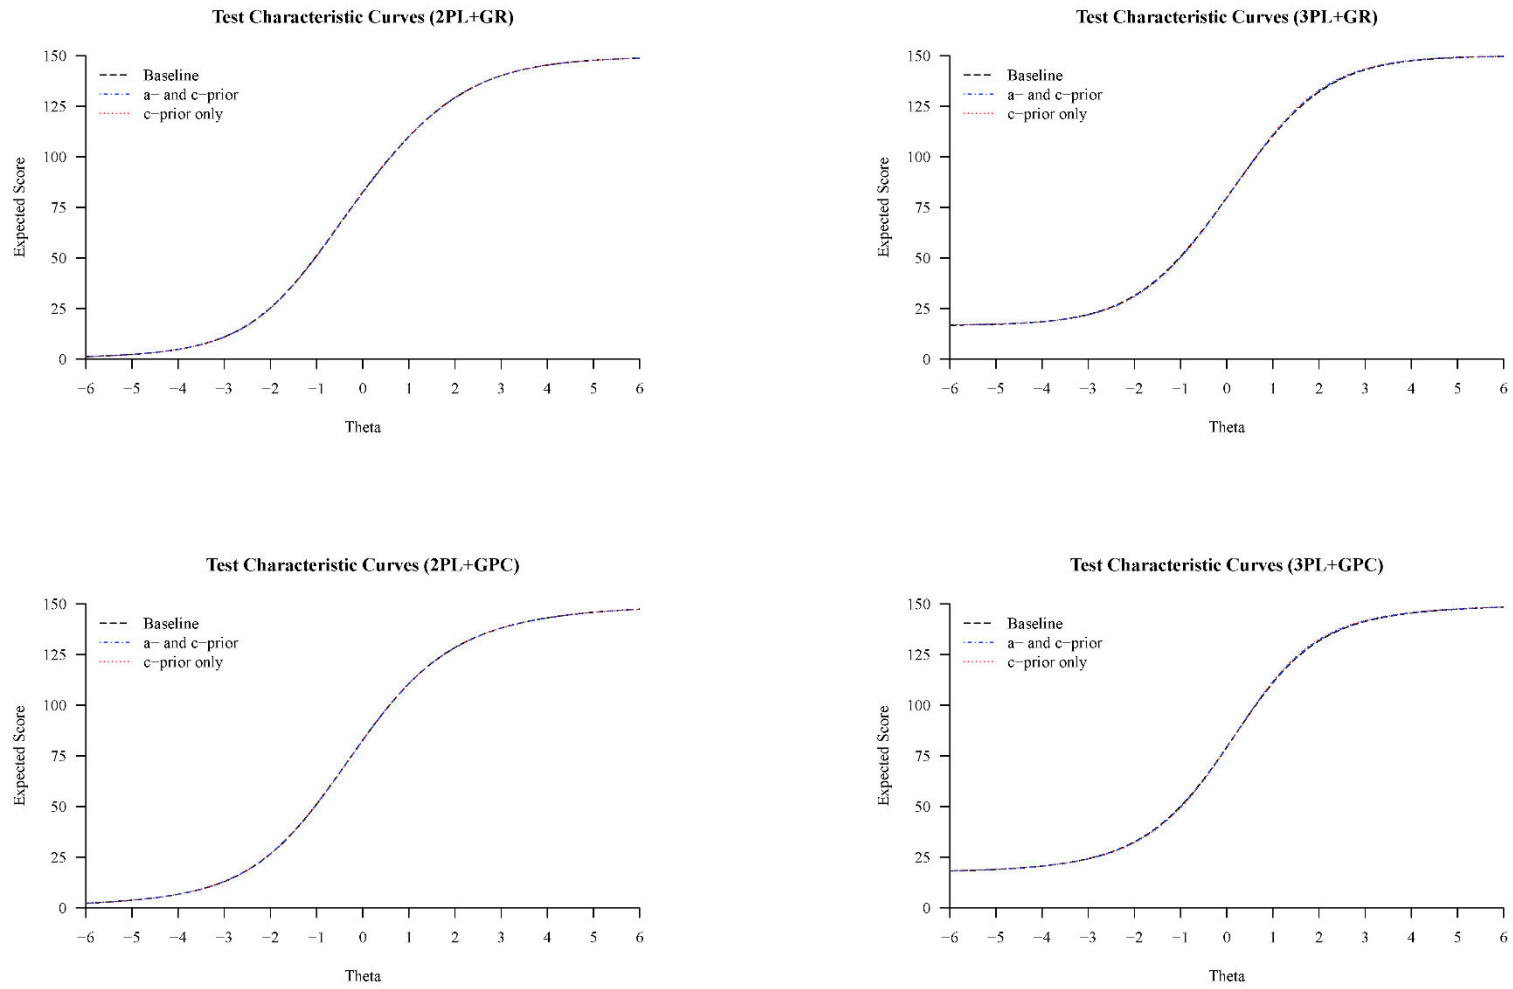 Test Characteristic Curves (2PL+GR)
150
125
100
75
50
25
0
Expected Score
Baseline
a− and c−prior
c−prior only
−6 −5 −4 −3 −2 −1 0 1 2 3 4 5 6
Theta
Test Characteristic Curves (3PL+GR)
150
125
100
75
50
25
0
Expected Score
Baseline
a− and c−prior
c−prior only
−6 −5 −4 −3 −2 −1 0 1 2 3 4 5 6
Theta
Test Characteristic Curves (2PL+GPC)
150
125
100
75
50
25
0
Expected Score
Baseline
a− and c−prior
c−prior only
−6 −5 −4 −3 −2 −1 0 1 2 3 4 5 6
Theta
Test Characteristic Curves (3PL+GPC)
150
125
100
75
50
25
0
Expected Score
Baseline
a− and c−prior
c−prior only
−6 −5 −4 −3 −2 −1 0 1 2 3 4 5 6
Theta